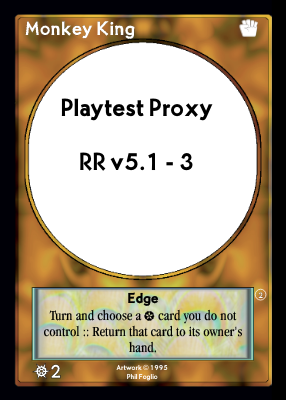 Monkey King
Playtest Proxy
RR v5.1 - 3
Edge
Turn and choose a card you do not
control :: Return that card to its owner's
hand.
2
Artwork © 1995
Phil Foglio